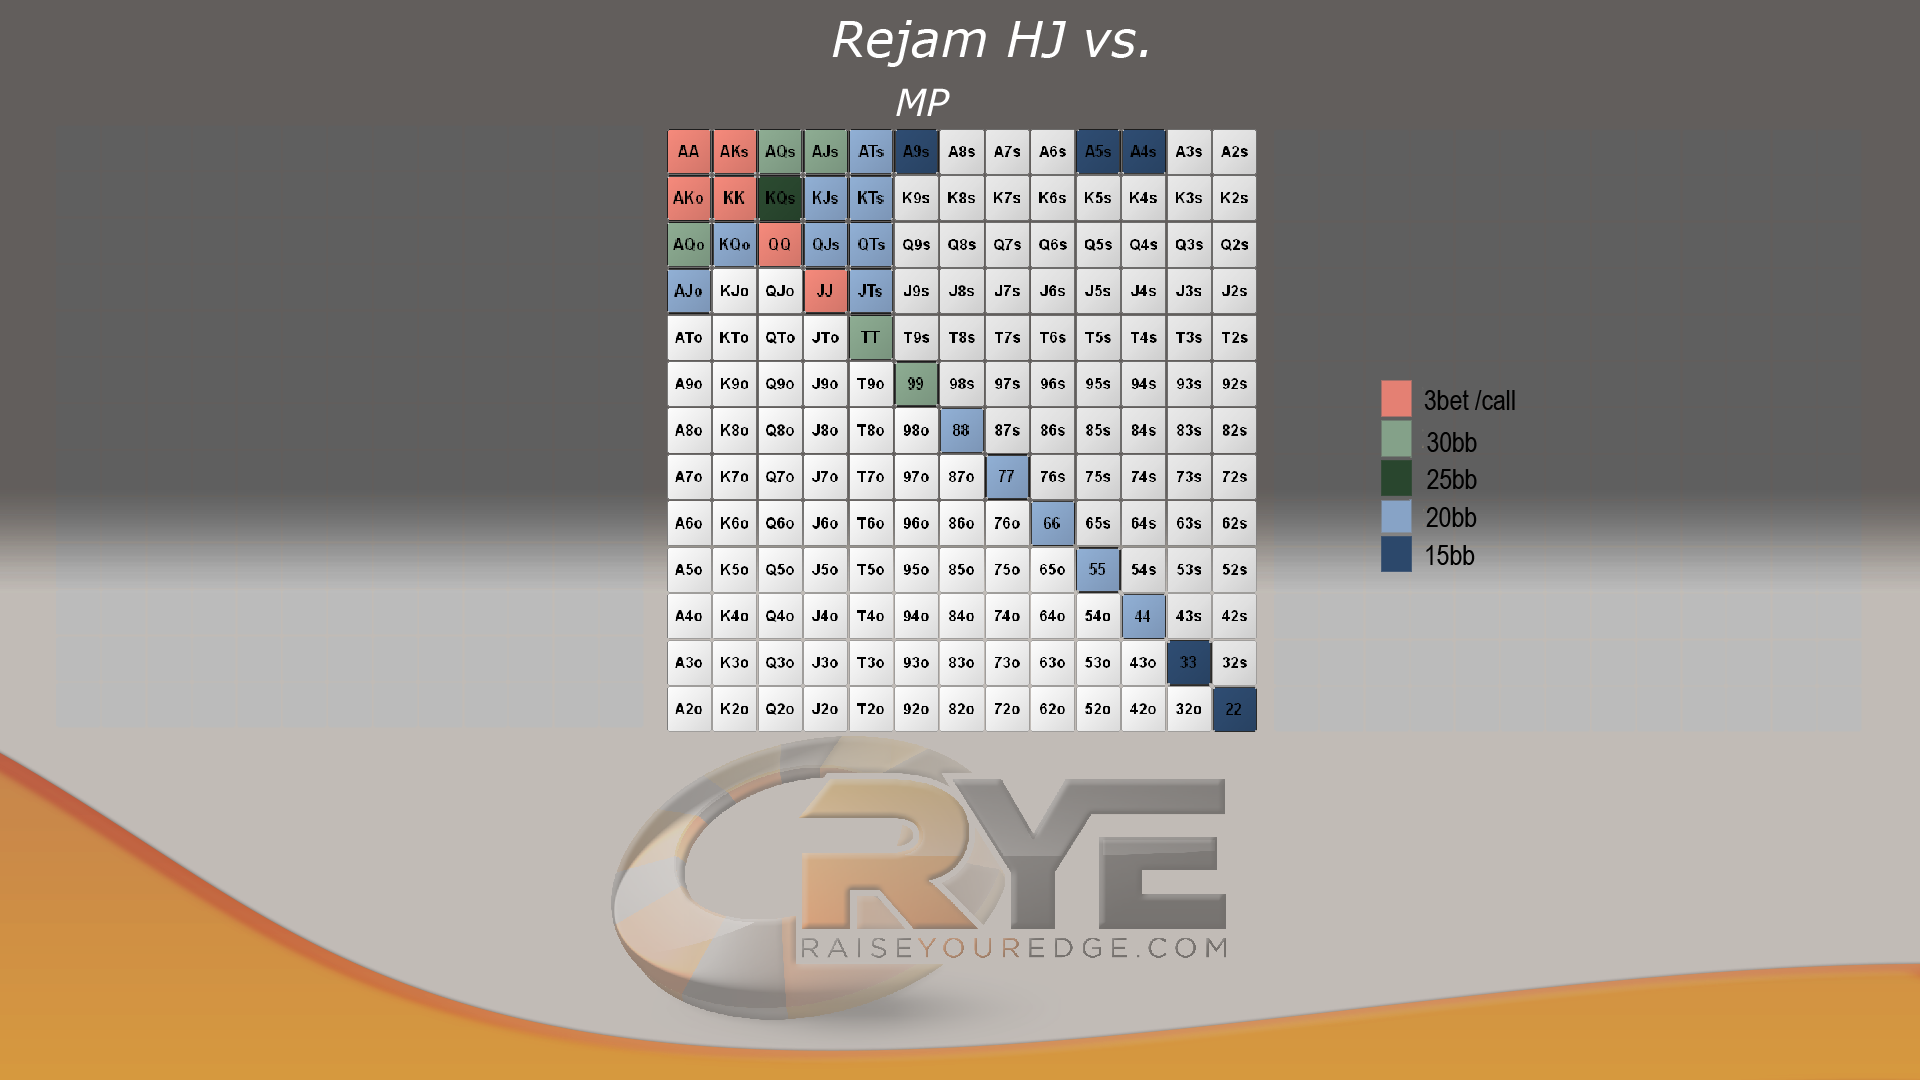 Rejam HJ vs.
MP
AA AKs AQs AJs ATs A9s A8s A7s A6s A5s A4s A3s A2s
AKo KK KQs KJs KTs K9s K8s K7s K6s K5s K4s K3s K2s
AQo KQo QQ QJs QTs Q9s Q8s Q7s Q6s Q5s Q4s Q3s Q2s
AJo KJo QJo JJ JTs J9s J8s J7s J6s J5s J4s J3s J2s
ATo KTo QTo JTo TT T9s T8s T7s T6s T5s T4s T3s T2s
A9o K9o Q9o J9o T9o 99 98s 97s 96s 95s 94s 93s 92s
A8o K8o Q8o J8o T8o 98o 88 87s 86s 85s 84s 83s 82s
A7o K7o Q7o J7o T7o 97o 87o 77 76s 75s 74s 73s 72s
A6o K6o Q6o J6o T6o 96o 86o 76o 66 65s 64s 63s 62s
A5o K5o Q5o J5o T5o 95o 85o 75o 65o 55 54s 53s 52s
A4o K4o Q4o J4o T4o 94o 84o 74o 64o 54o 44 43s 42s
A3o K3o Q3o J3o T3o 93o 83o 73o 63o 53o 43o 33 32s
A2o K2o Q2o J2o T2o 92o 82o 72o 62o 52o 42o 32o 22
3bet /call
30bb
25bb
20bb
15bb
RYE
RAISEYOUREDGE.COM